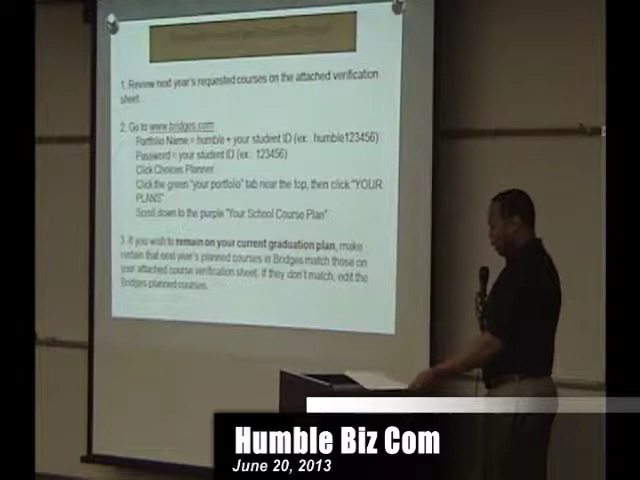 1. Review next year's requested courses on the attached verification
sheet.
2. Go to www.bridges.com
Portfolio Name = humble + your student ID (ex: humble123456)
Password = your student ID (ex: 123456)
Click Choices Planner
Click the green "your portfolio" tab near the top, then click "YOUR
PLANS"
Scroll down to the purple "Your School Course Plan"
3. If you wish to remain on your current graduation plan, make
certain that next year's planned courses in Bridges match those on
your attached course verification sheet. If they don't match, edit the
Bridges planned courses.
Humble Biz Com
June 20, 2013